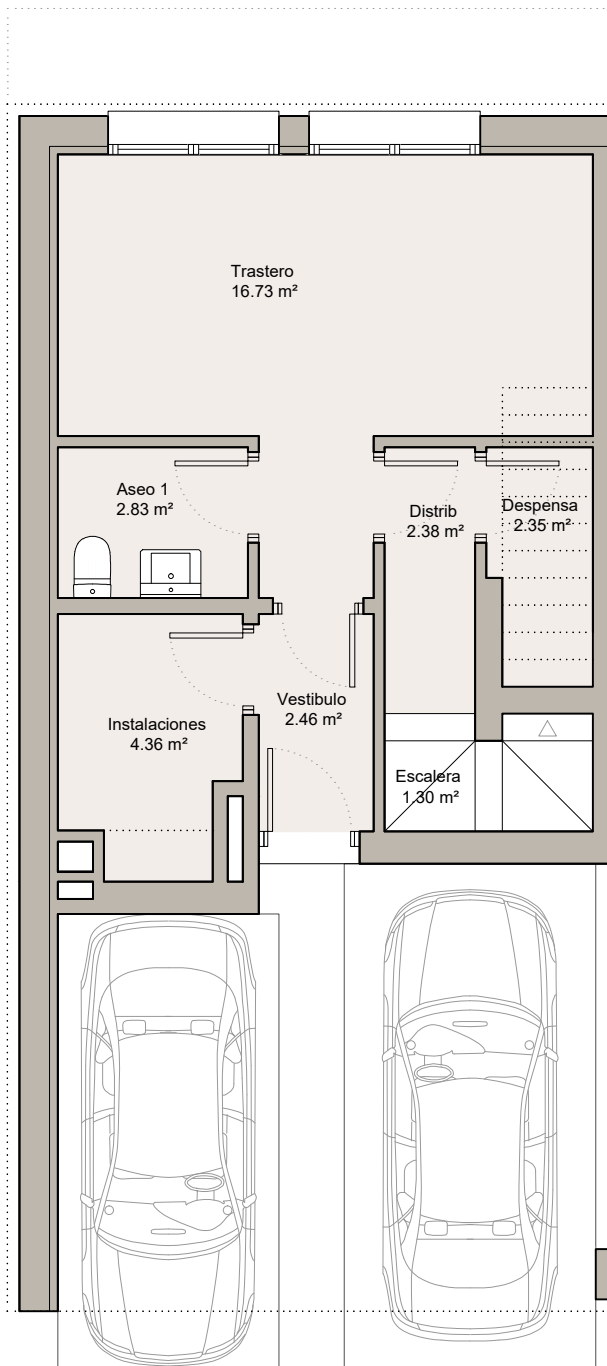 Trastero
16.73 m²
Aseo 1
2.83 m²
Distrib
2.38 m²
Despensa
2.35 m²
Vestibulo
2.46 m²
Instalaciones
4.36 m²
Escalera
1.30 m²